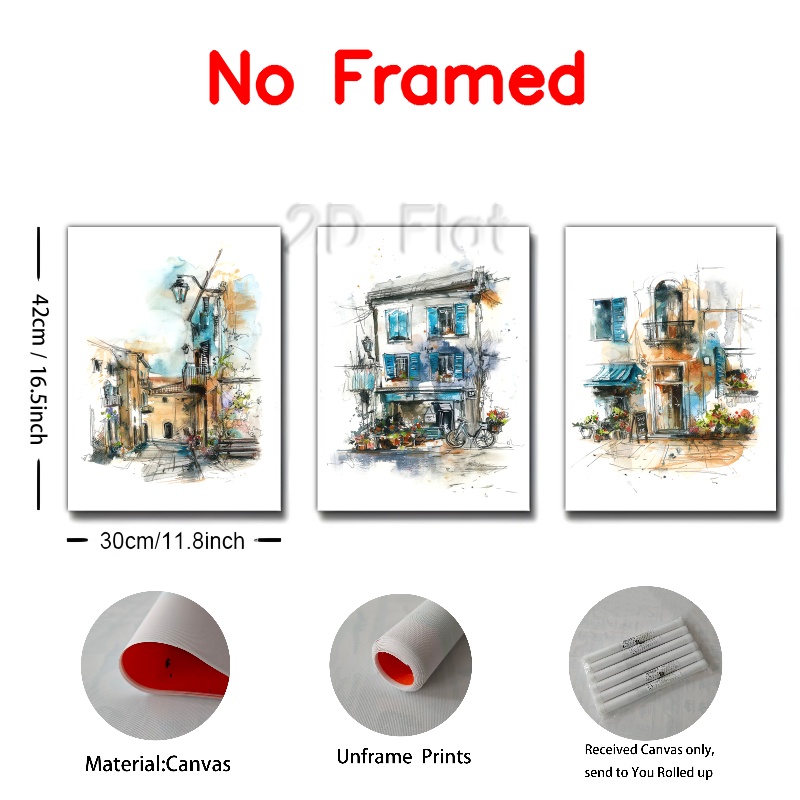 No Framed
2D Flat
42cm / 16.5inch
30cm/11.8inch
Material:Canvas
Unframe Prints
Received Canvas only,
send to You Rolled up